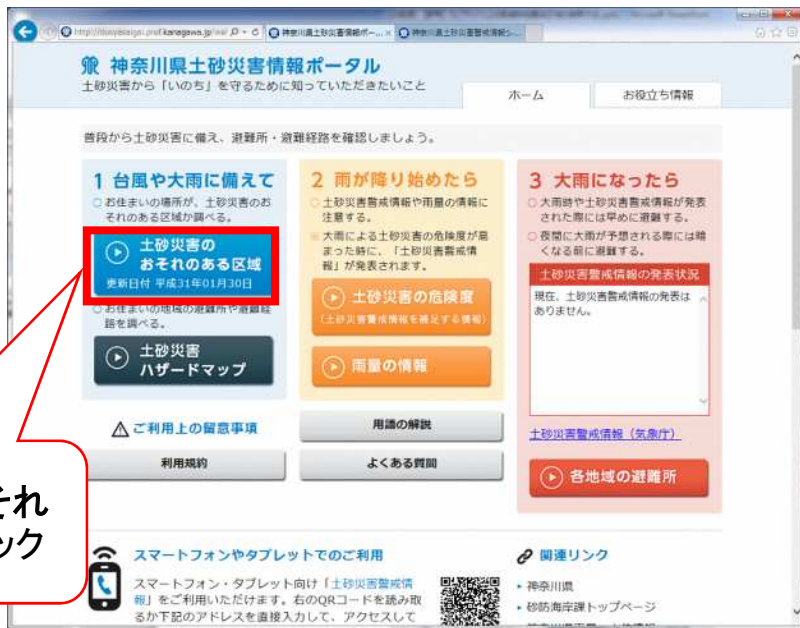 神奈川県土砂災害情報ポータル
土砂災害から「いのち」を守るために知っていただきたいこと
ホーム
お役立ち情報
普段から土砂災害に備え、避難所・避難経路を確認しましょう。
1 台風や大雨に備えて
お住まいの場所が、土砂災害のお
それのある区域か調べる。
土砂災害の
おそれのある区域
更新日付 平成31年01月30日
お住まいの地域の避難所や避難経
路を調べる。
土砂災害
ハザードマップ
2 雨が降り始めたら
土砂災害警戒情報や雨量の情報に
注意する。
大雨による土砂災害の危険度が高
まった時に、「土砂災害警戒情
報」が発表されます。
土砂災害の危険度
(土砂災害警戒情報を補足する情報)
雨量の情報
3 大雨になったら
大雨時や土砂災害警戒情報が発表
された際には早めに避難する。
夜間に大雨が予想される際には暗
くなる前に避難する。
土砂災害警戒情報の発表状況
現在、土砂災害警戒情報の発表は
ありません。
土砂災害警戒情報（気象庁）
各地域の避難所
ご利用上の留意事項
用語の解説
利用規約
よくある質問
それ
ック
スマートフォンやタブレットでのご利用
スマートフォン・タブレット向け「土砂災害警戒情
報」をご利用いただけます。右のQRコードを読み取
るか下記のアドレスを直接入力して、アクセスして
関連リンク
神奈川県
砂防海岸課トップページ